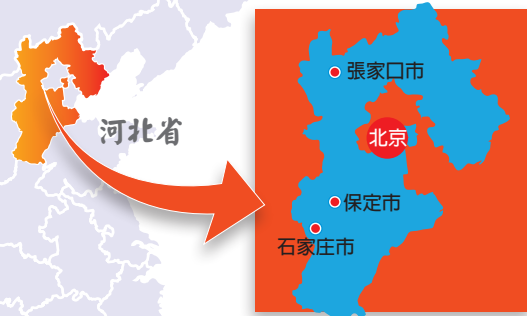 張家口市
河北省
北京
保定市
石家庄市